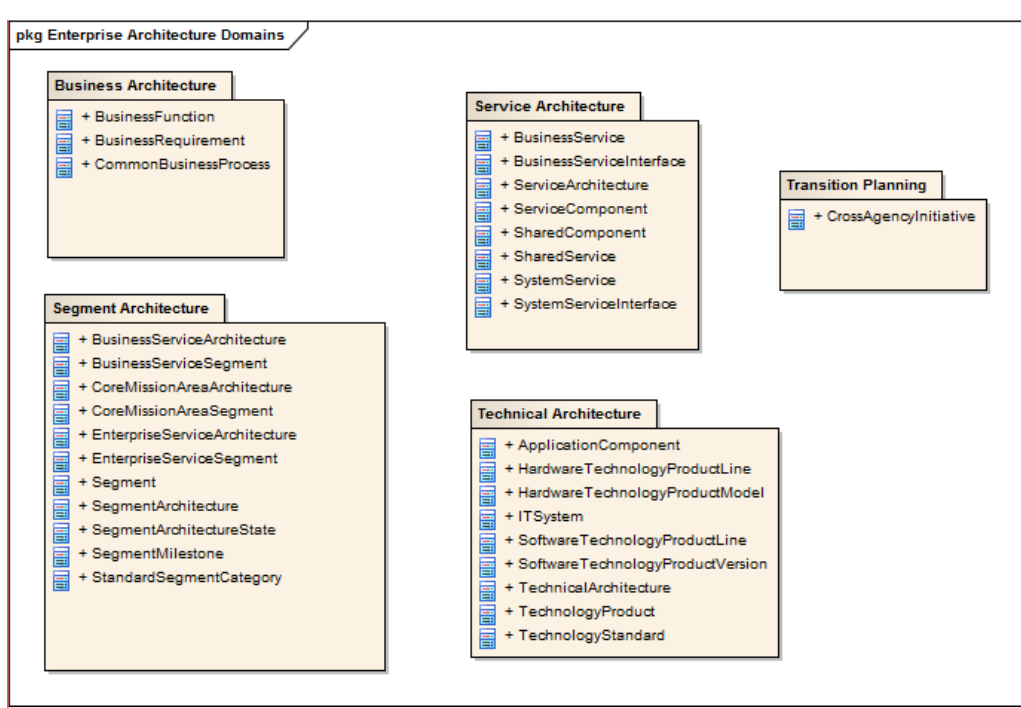 pkg Enterprise Architecture Domains
Business Architecture
+ BusinessFunction
+ BusinessRequirement
+ CommonBusinessProcess
Segment Architecture
+ BusinessServiceArchitecture
+ BusinessServiceSegment
+ CoreMissionAreaArchitecture
+ CoreMissionAreaSegment
+ EnterpriseServiceArchitecture
+ EnterpriseServiceSegment
+ Segment
+ SegmentArchitecture
+ SegmentArchitectureState
+ SegmentMilestone
+ StandardSegmentCategory
Service Architecture
+ BusinessService
+ BusinessServiceInterface
+ ServiceArchitecture
+ ServiceComponent
+ SharedComponent
+ SharedService
+ SystemService
+ SystemServiceInterface
Technical Architecture
+ ApplicationComponent
+ HardwareTechnologyProductLine
+ HardwareTechnologyProductModel
+ ITSystem
+ SoftwareTechnologyProductLine
+ SoftwareTechnologyProductVersion
+ TechnicalArchitecture
+ TechnologyProduct
+ TechnologyStandard
Transition Planning
+ CrossAgencyInitiative